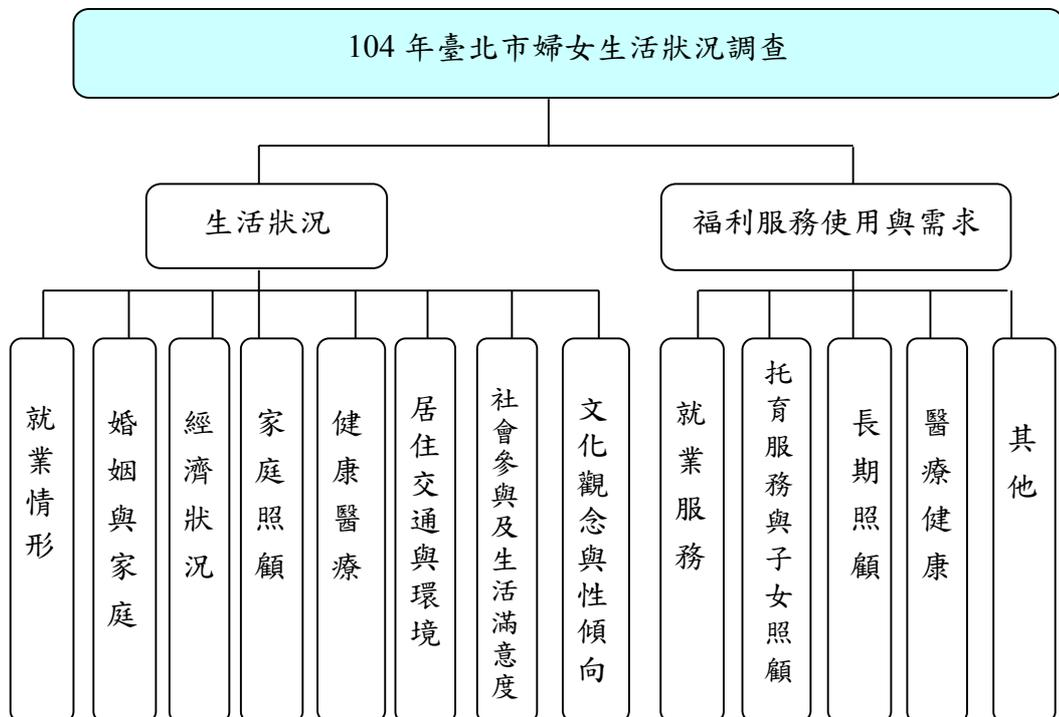 104 年臺北市婦女生活狀況調查
生活狀況
福利服務使用與需求
就業情形
婚姻與家庭
經濟狀況
家庭照顧
健康醫療
居住交通與環境
社會參與及生活滿意度
文化觀念與性傾向
就業服務
托育服務與子女照顧
長期照顧
醫療健康
其他